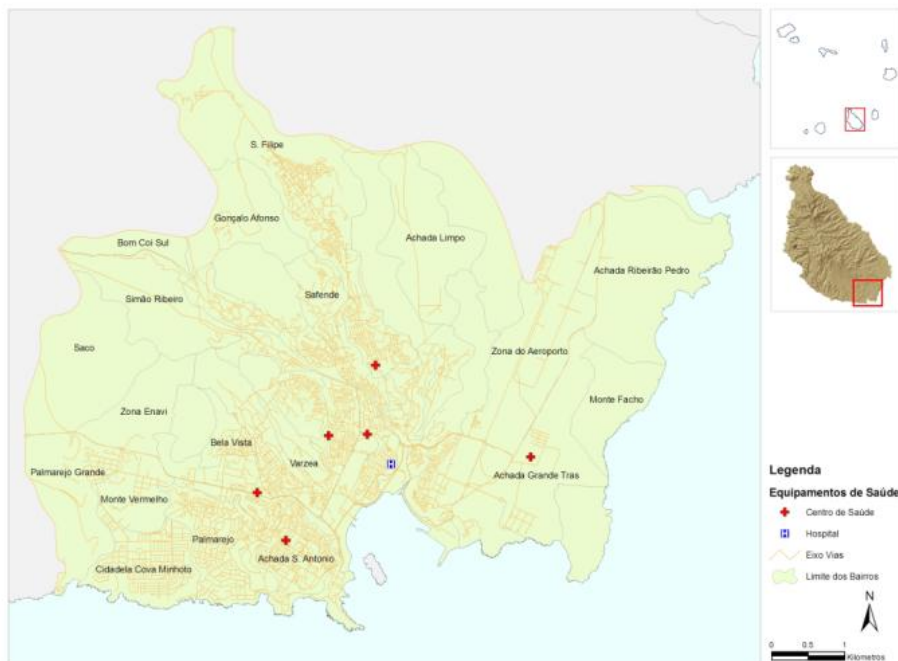 S. Filipe
Gonçalo Afonso
Achada Limpo
Bom Coi Sul
Achada Ribeirão Pedro
Safende
Simão Ribeiro
Saco
Zona do Aeroporto
Monte Facho
Zona Enavi
Bela Vista
Varzea
Palmarejo Grande
Achada Grande Tras
Monte Vermelho
Palmarejo
Achada S. Antonio
Cidadela Cova Minhoto
H
Legenda
Equipamentos de Saúde
Centro de Saúde
H Hospital
Eixo Vias
Limite dos Bairros
N
0 0.5 1
Kilometros